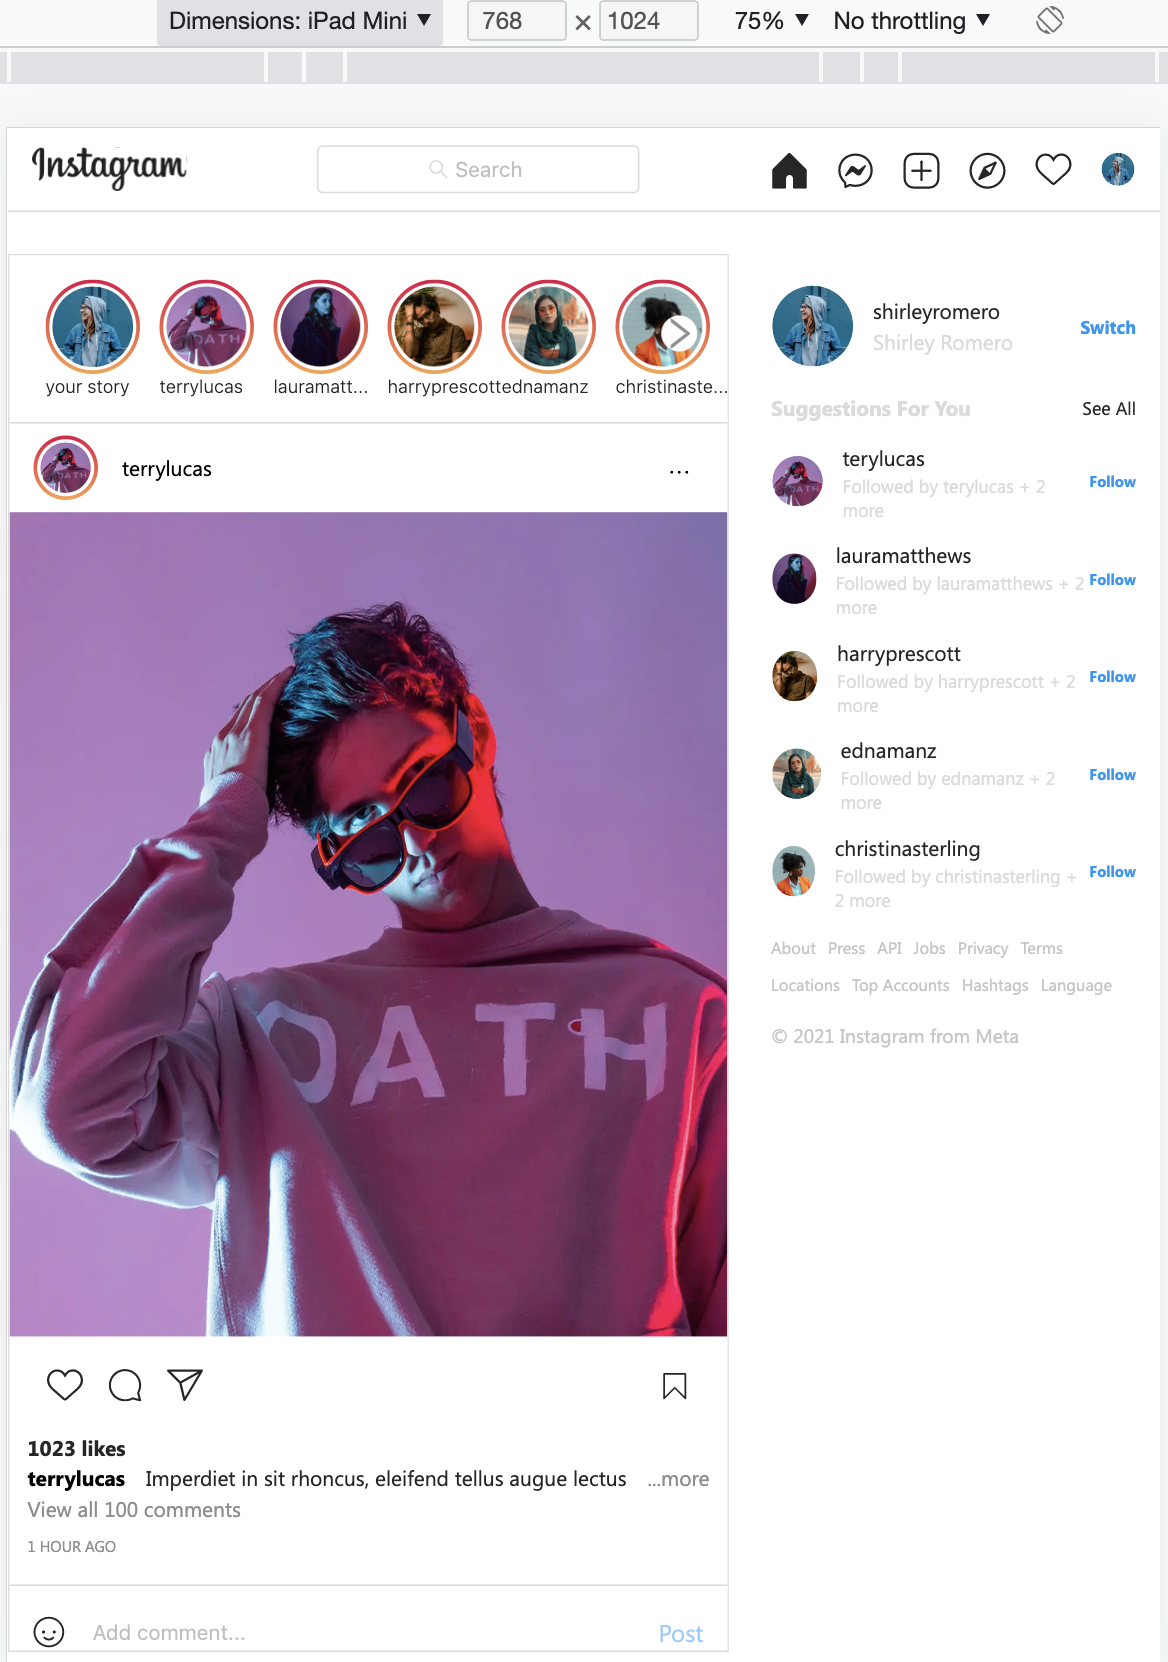 Dimensions: iPad Mini ▼ 768 × 1024 75% ▼ No throttling ▼
Instagram
Search
your story terrylucas lauramatt... harryprescott ednamanz christinaste...
terrylucas ...
OATH
1023 likes
terrylucas Imperdiet in sit rhoncus, eleifend tellus augue lectus ...more
View all 100 comments
1 HOUR AGO
Add comment... Post
shirleyromero
Shirley Romero
Switch
Suggestions For You See All
terylucas
Followed by terylucas + 2
more
Follow
lauramatthews
Followed by lauramatthews + 2
more
Follow
harryprescott
Followed by harryprescott + 2
more
Follow
ednamanz
Followed by ednamanz + 2
more
Follow
christinasterling
Followed by christinasterling +
2 more
Follow
About Press API Jobs Privacy Terms
Locations Top Accounts Hashtags Language
© 2021 Instagram from Meta